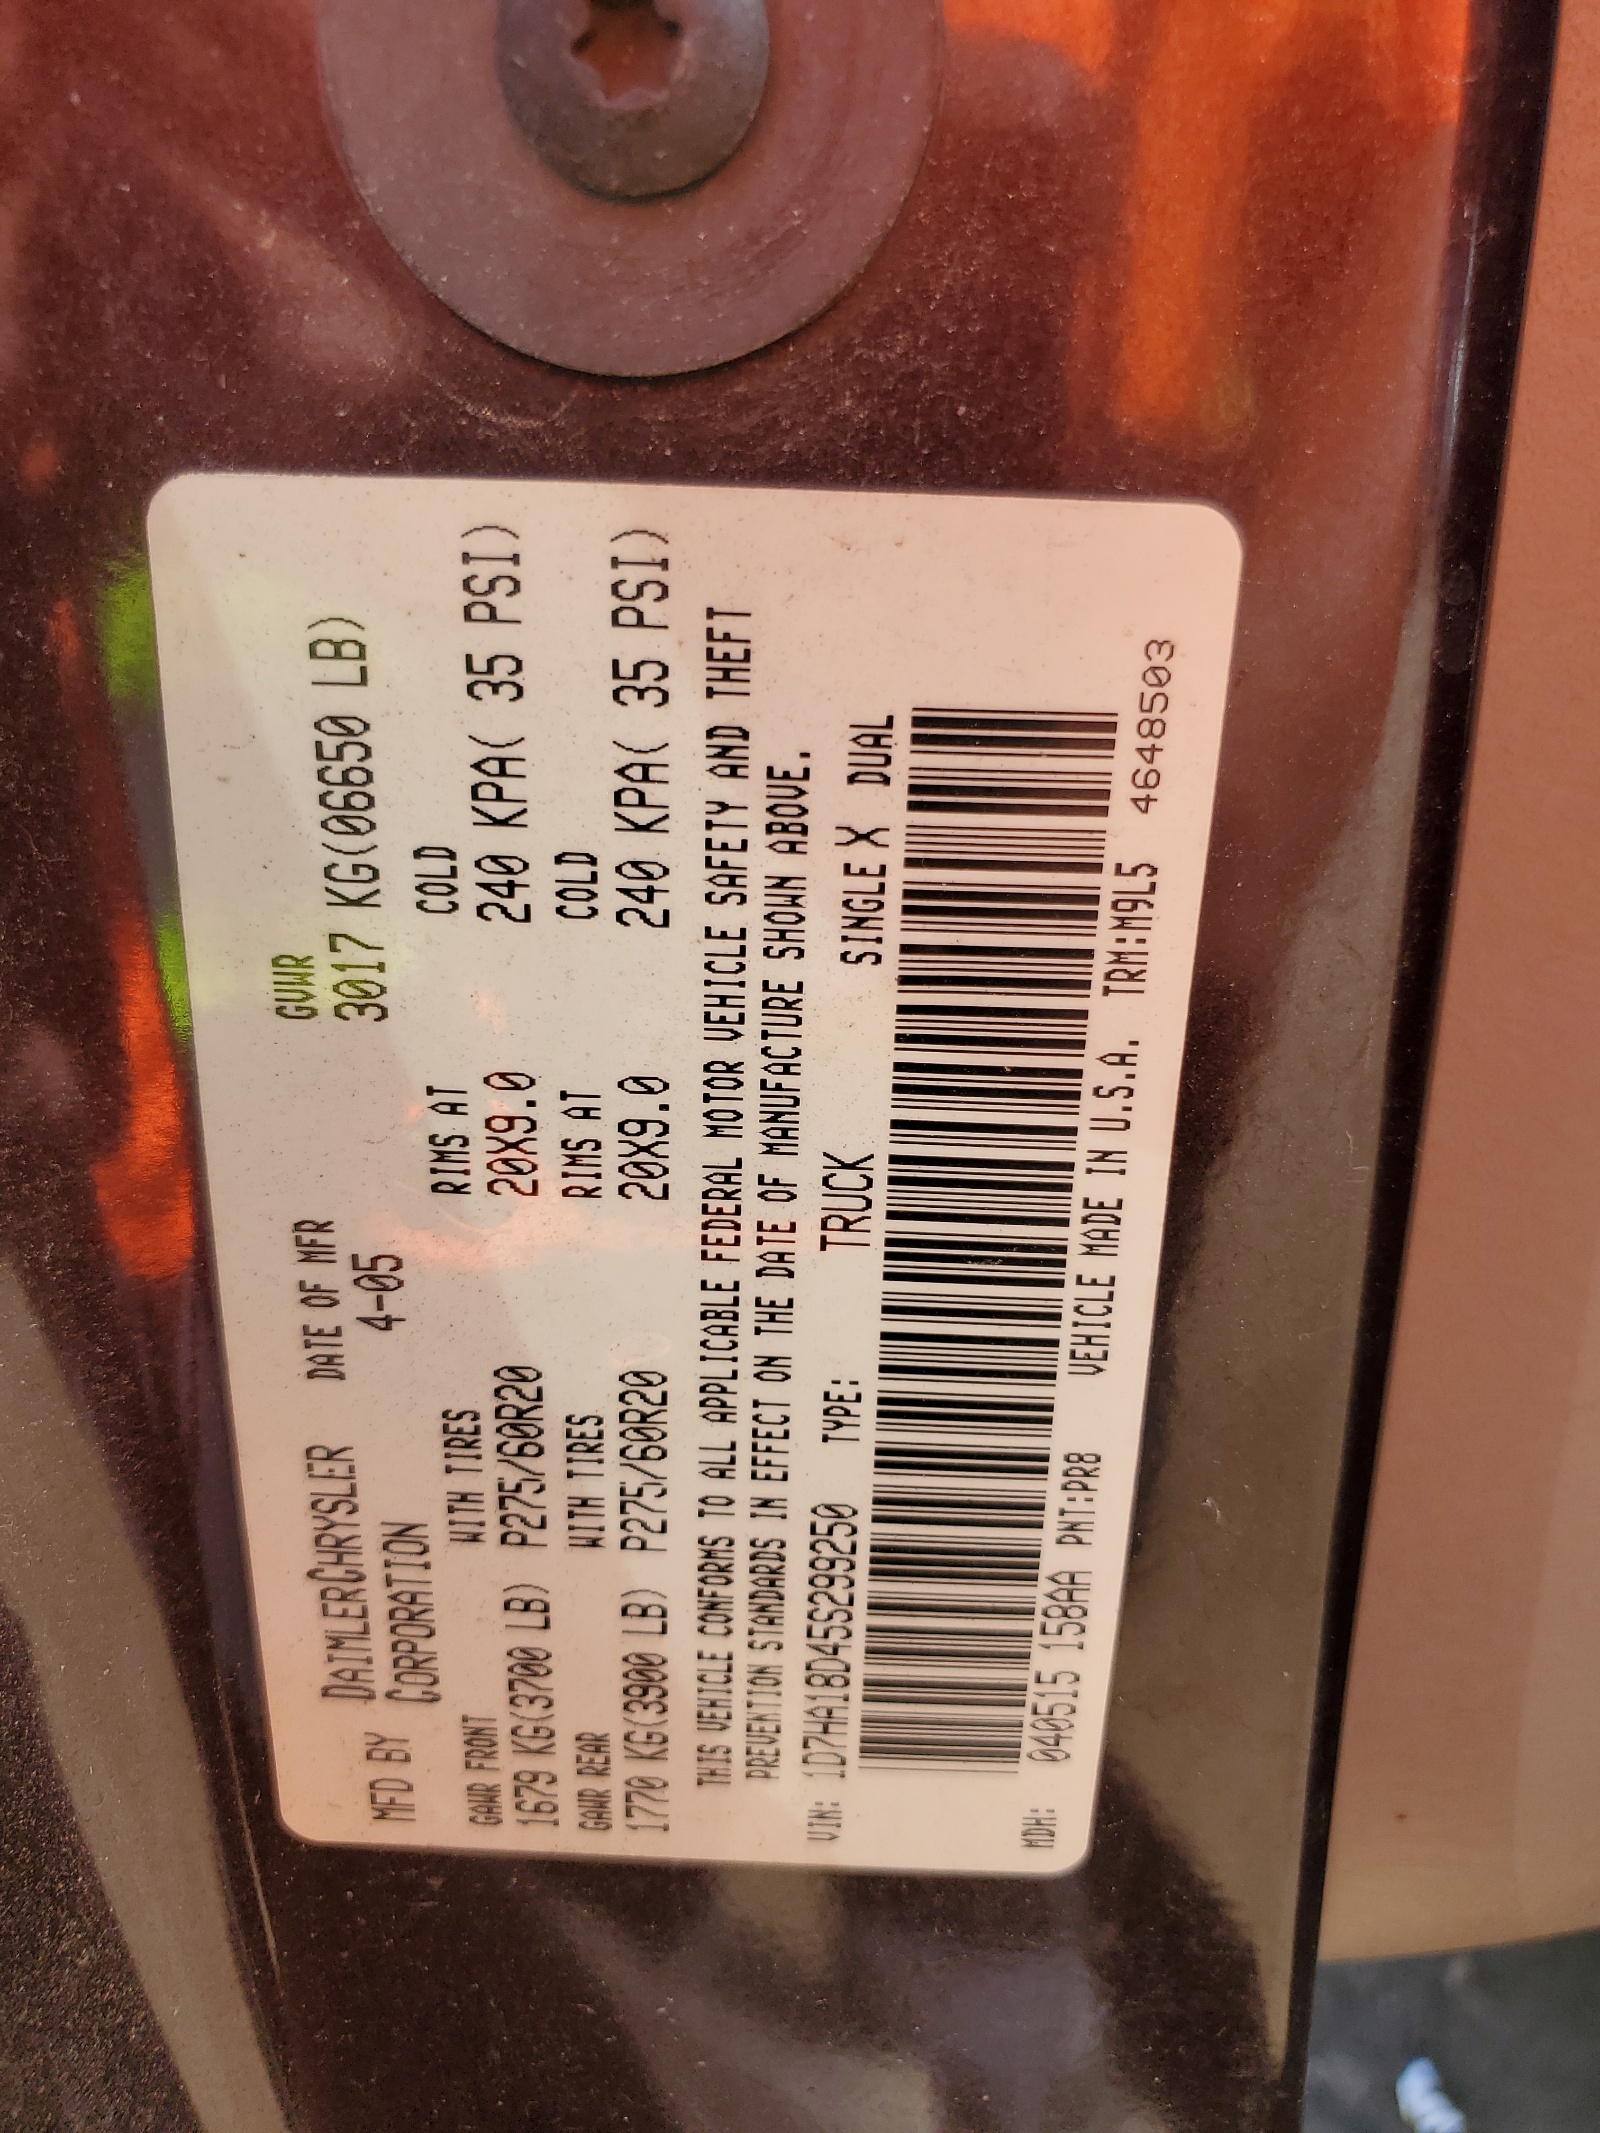 MFD BY DAIMLERCHRYSLER DATE OF MFR GVWR
CORPORATION 4-05 3017 KG(06650 LB)
GAWR FRONT WITH TIRES RIMS AT COLD
1679 KG(3700 LB) P275/60R20 20X9.0 240 KPA( 35 PSI)
GAWR REAR WITH TIRES RIMS AT COLD
1770 KG(3900 LB) P275/60R20 20X9.0 240 KPA( 35 PSI)
THIS VEHICLE CONFORMS TO ALL APPLICABLE FEDERAL MOTOR VEHICLE SAFETY AND THEFT
PREVENTION STANDARDS IN EFFECT ON THE DATE OF MANUFACTURE SHOWN ABOVE.
VIN: 1D7HA18D45S299250 TYPE: TRUCK SINGLE X DUAL
MDH: 040515 158AA PNT:PR8 VEHICLE MADE IN U.S.A. TRM:M9L5 4648503